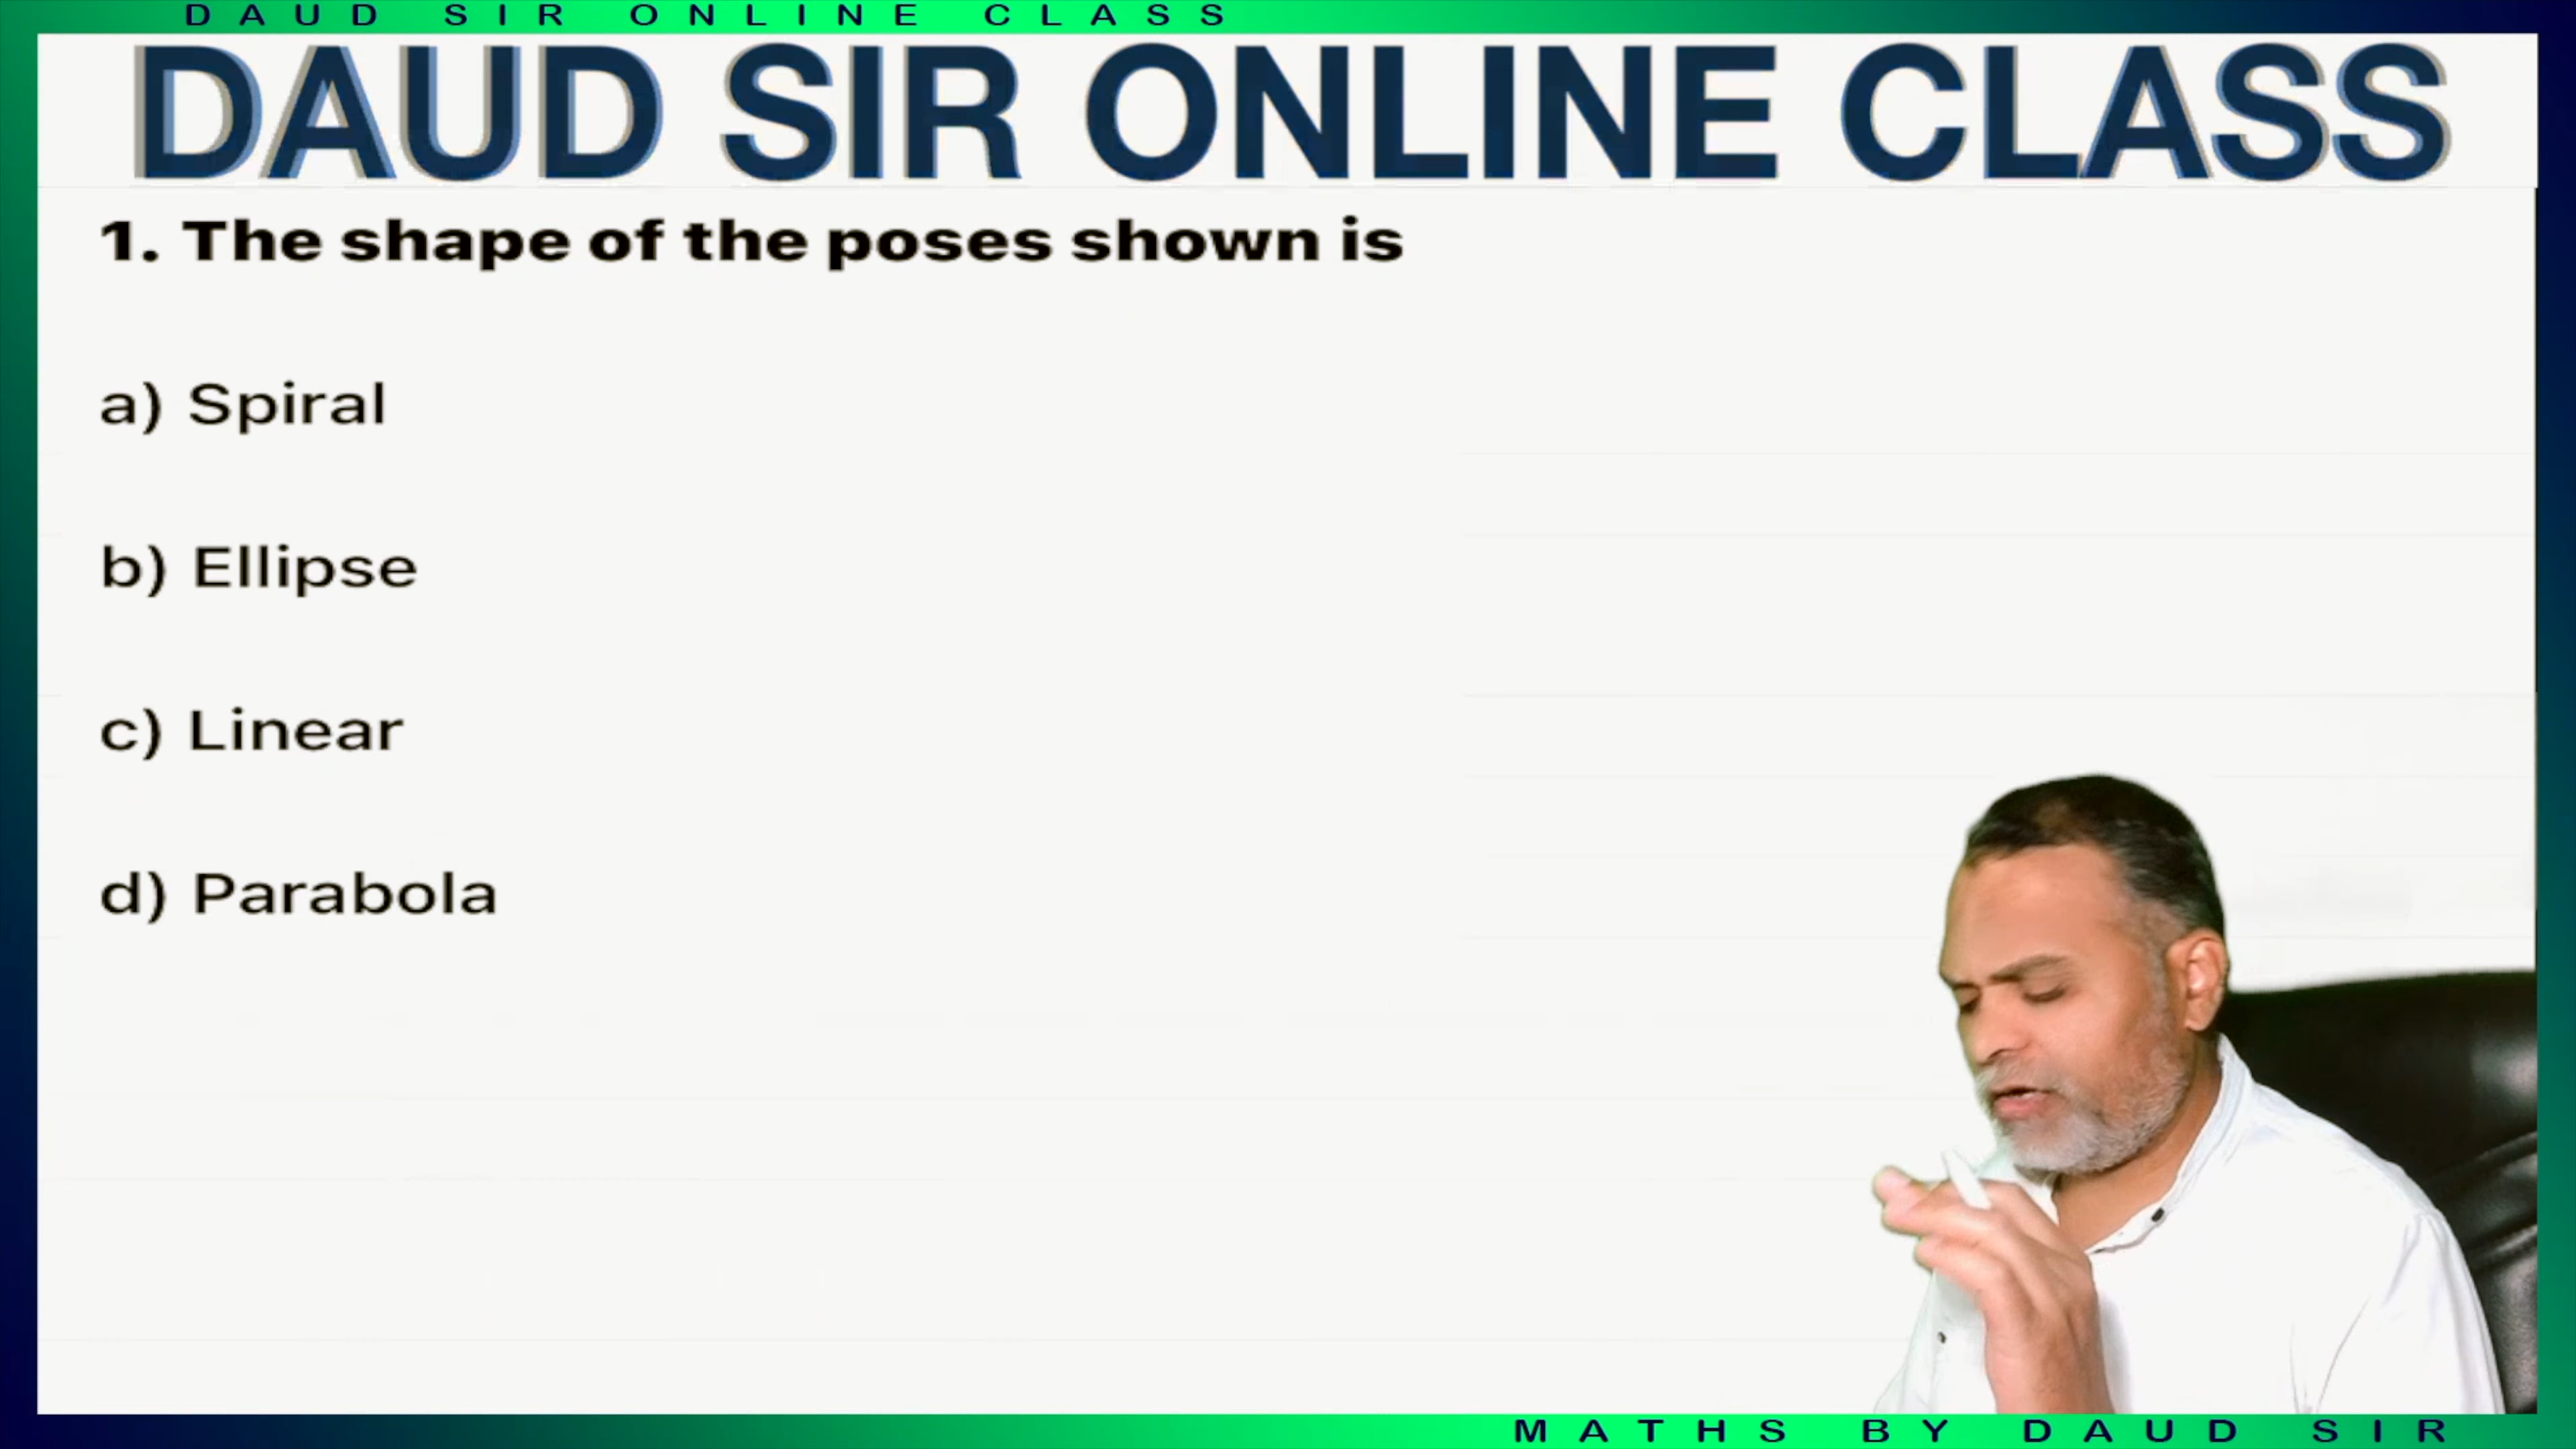 DAUD SIR ONLINE CLASS
DAUD SIR ONLINE CLASS
1. The shape of the poses shown is
a) Spiral
b) Ellipse
c) Linear
d) Parabola
MATHS BY DAUD SIR